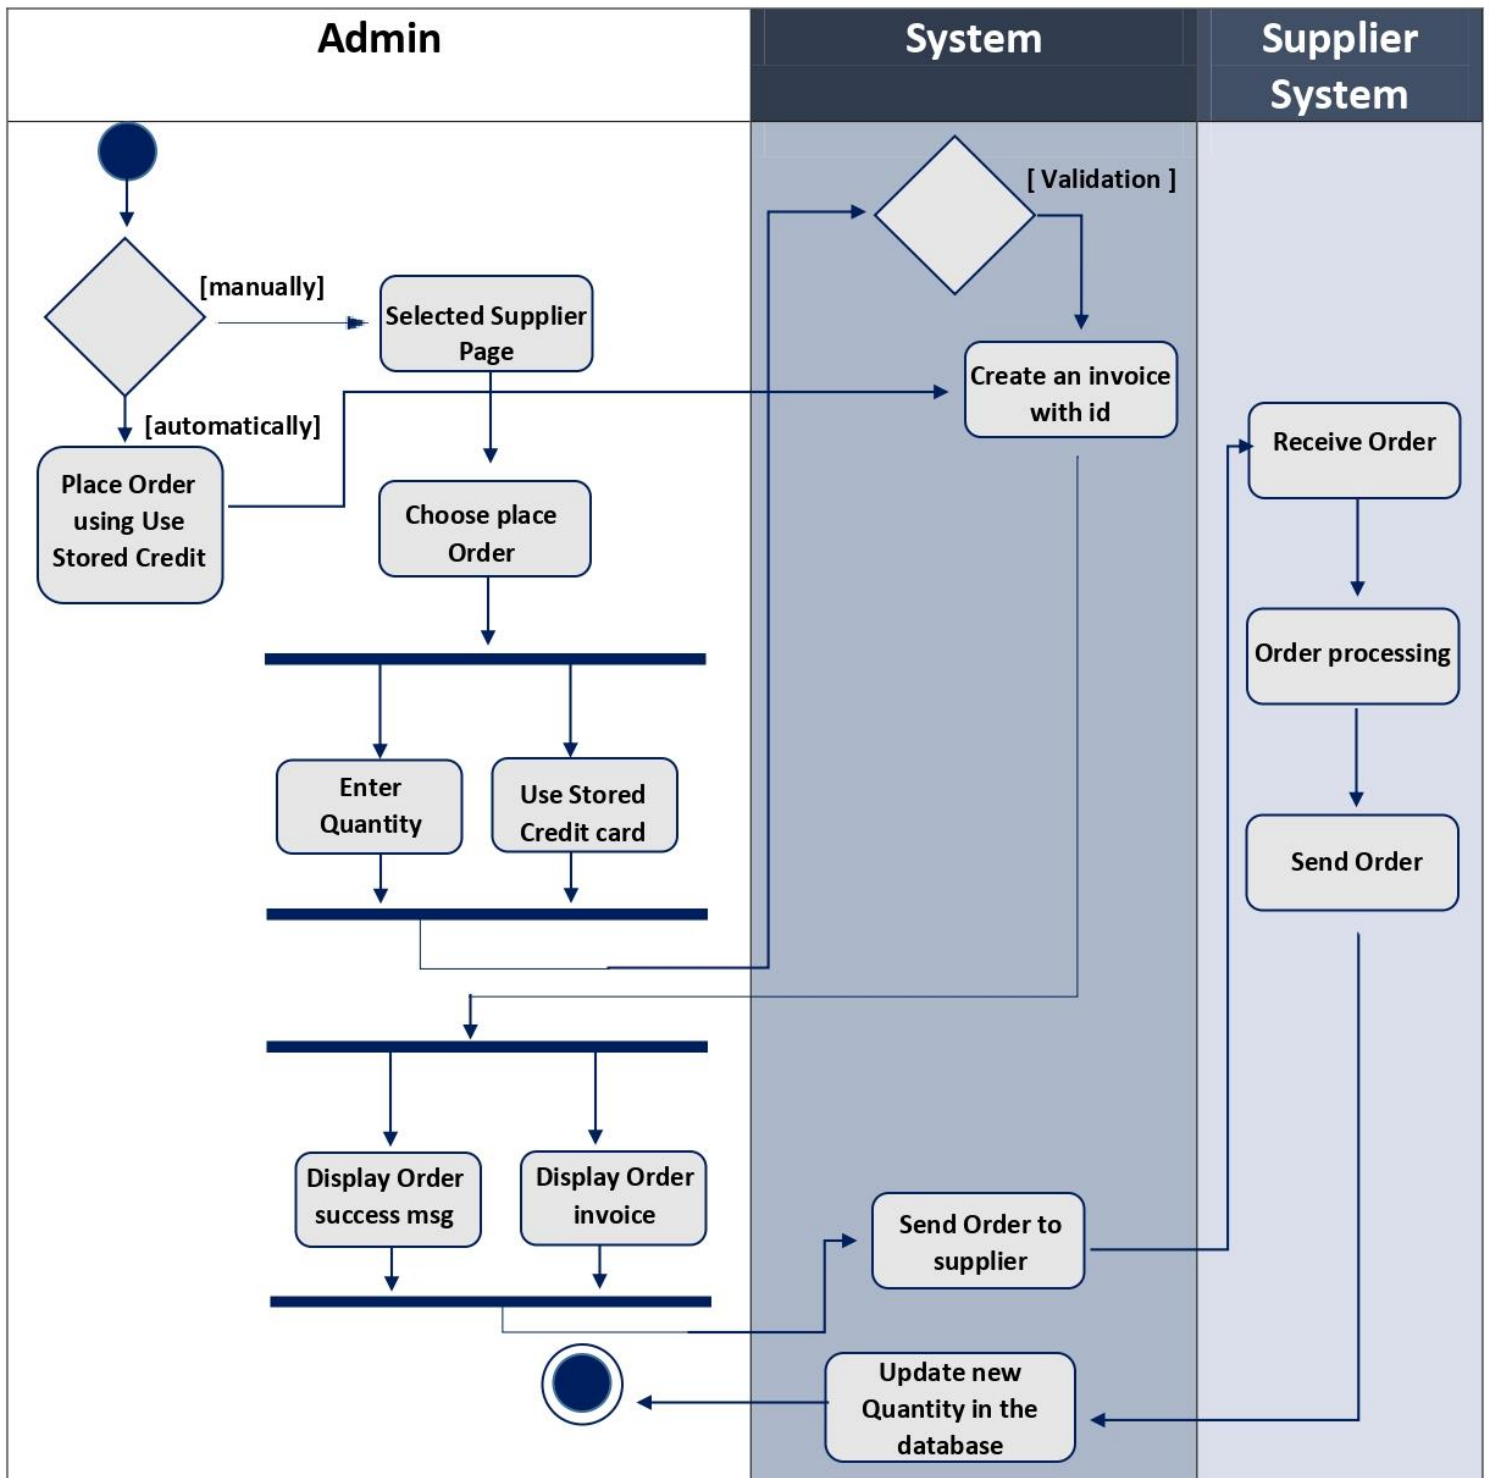 Admin
System
Supplier
System
[ Validation ]
[manually]
Selected Supplier
Page
Create an invoice
with id
[automatically]
Receive Order
Place Order
using Use
Stored Credit
Choose place
Order
Order processing
Enter
Quantity
Use Stored
Credit card
Send Order
Display Order
success msg
Display Order
invoice
Send Order to
supplier
Update new
Quantity in the
database